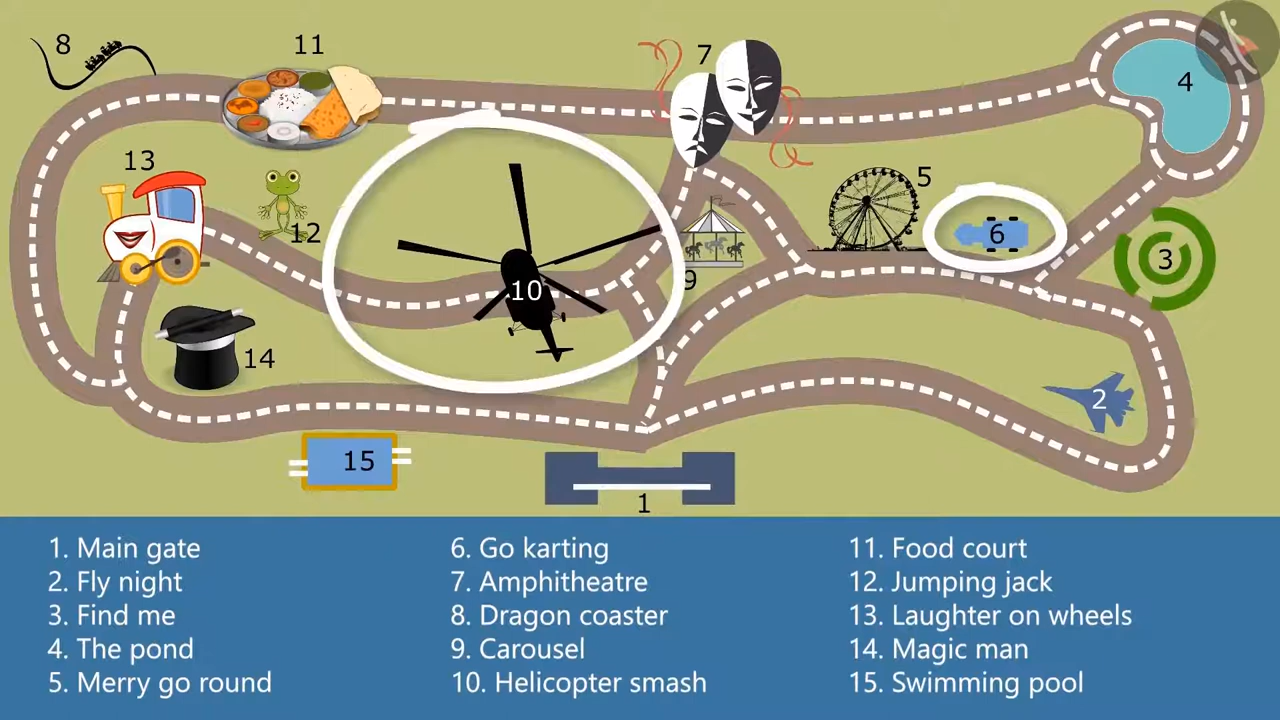 8
11
7
4
13
5
12
6
3
9
10
14
2
15
1
1. Main gate
2. Fly night
3. Find me
4. The pond
5. Merry go round
6. Go karting
7. Amphitheatre
8. Dragon coaster
9. Carousel
10. Helicopter smash
11. Food court
12. Jumping jack
13. Laughter on wheels
14. Magic man
15. Swimming pool